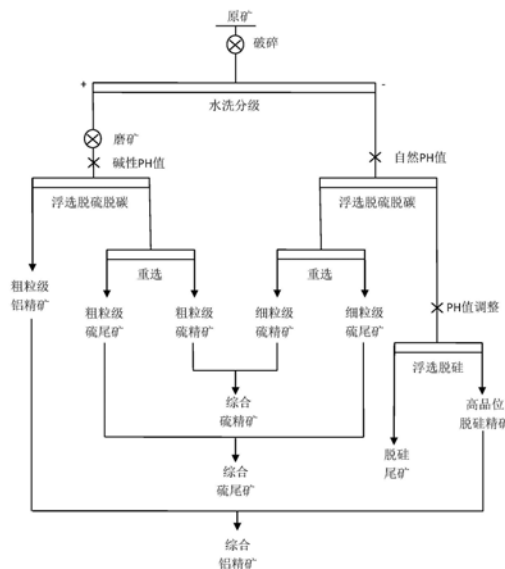 原矿
破碎
+
-
水洗分级
磨矿
碱性PH值
自然PH值
浮选脱硫脱碳
浮选脱硫脱碳
重选
重选
粗粒级
铝精矿
粗粒级
硫尾矿
粗粒级
硫精矿
细粒级
硫精矿
细粒级
硫尾矿
PH值调整
浮选脱硅
综合
硫精矿
高品位
脱硅精矿
脱硅
尾矿
综合
硫尾矿
综合
铝精矿